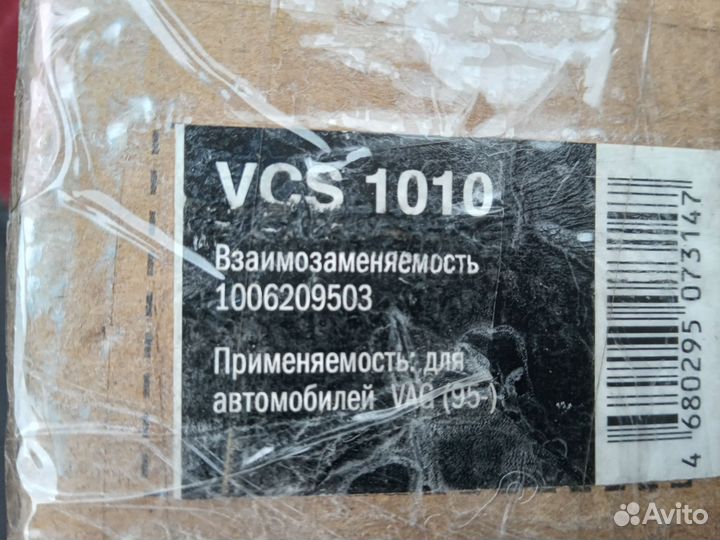 VCS 1010
Взаимозаменяемость
1006209503
Применяемость: для
автомобилей VAG (95-)
4 680295 073147
Avito